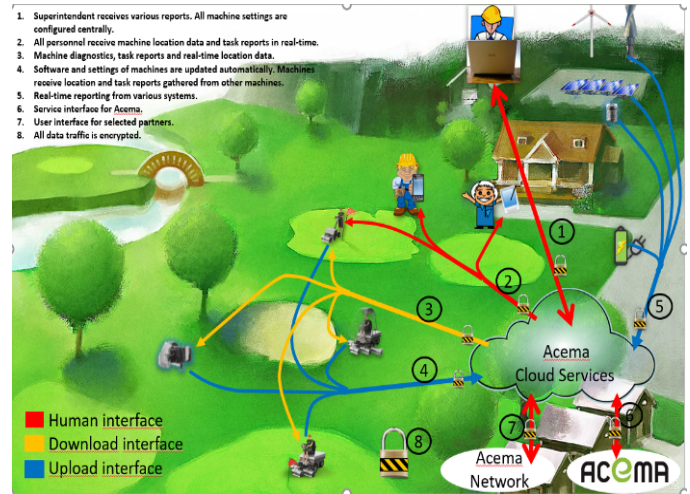 1. Superintendent receives various reports. All machine settings are
configured centrally.
2. All personnel receive machine location data and task reports in real-time.
3. Machine diagnostics, task reports and real-time location data.
4. Software and settings of machines are updated automatically. Machines
receive location and task reports gathered from other machines.
5. Real-time reporting from various systems.
6. Service interface for Acema.
7. User interface for selected partners.
8. All data traffic is encrypted.
1
2
3
5
4
Acema
Cloud Services
7
6
8
Human interface
Download interface
Upload interface
Acema
Network
ACeMA